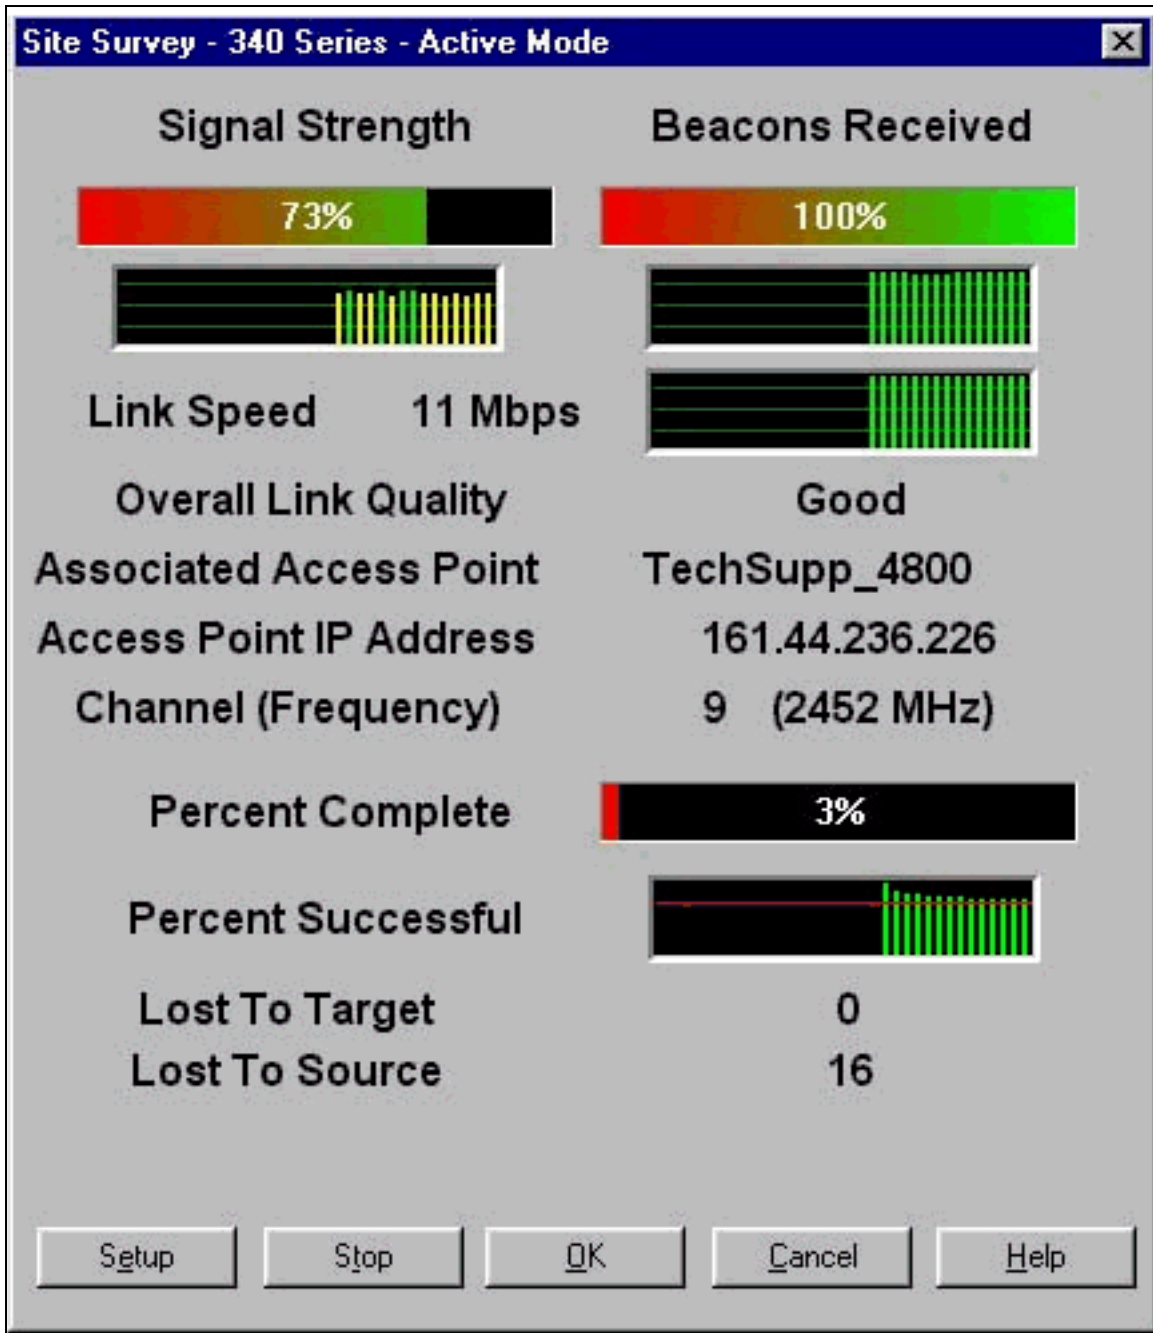 Site Survey - 340 Series - Active Mode
Signal Strength Beacons Received
73% 100%
Link Speed 11 Mbps
Overall Link Quality Good
Associated Access Point TechSupp_4800
Access Point IP Address 161.44.236.226
Channel (Frequency) 9 (2452 MHz)
Percent Complete 3%
Percent Successful
Lost To Target 0
Lost To Source 16
Setup Stop OK Cancel Help